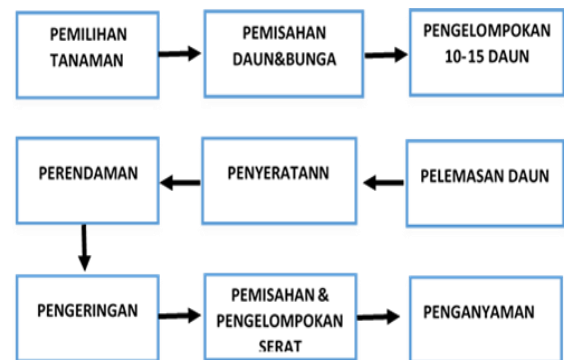 PEMILIHAN
TANAMAN
PEMISAHAN
DAUN&BUNGA
PENGELOMPOKAN
10-15 DAUN
PELEMASAN DAUN
PENYERATANN
PERENDAMAN
PENGERINGAN
PEMISAHAN &
PENGELOMPOKAN
SERAT
PENGANYAMAN